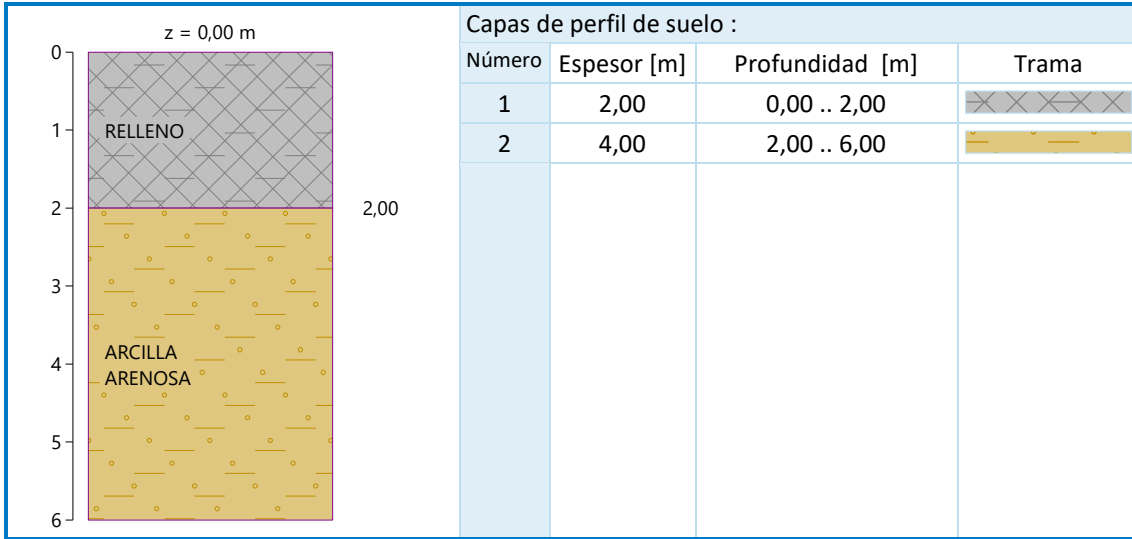 z = 0,00 m
0
1
2
3
4
5
6
RELLENO
2,00
ARCILLA
ARENOSA
Capas de perfil de suelo :
Número Espesor [m] Profundidad [m] Trama
1 2,00 0,00 .. 2,00
2 4,00 2,00 .. 6,00